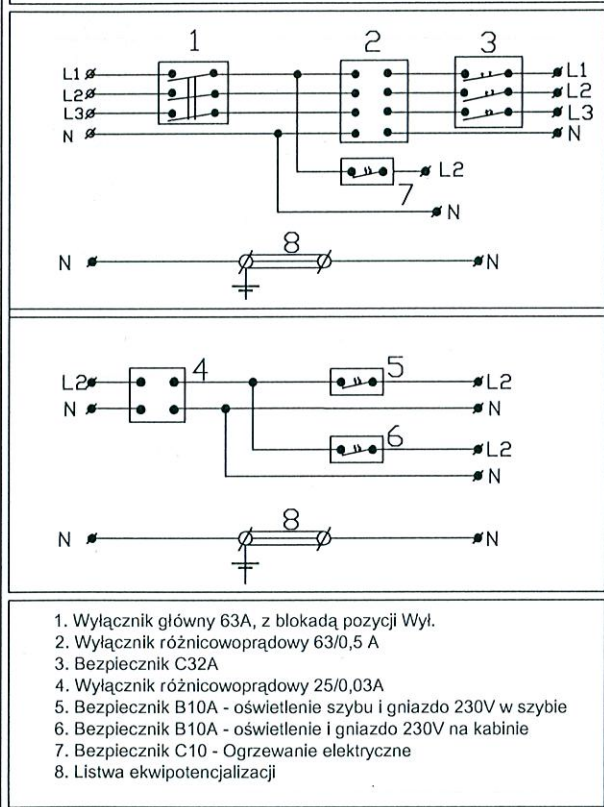 1 2 3
L1 L1
L2 L2
L3 L3
N N
L2
7
N
8
N N
L2 4 5 L2
N N
6 L2
N
8
N N
1. Wyłącznik główny 63A, z blokadą pozycji Wył.
2. Wyłącznik różnicowoprądowy 63/0,5 A
3. Bezpiecznik C32A
4. Wyłącznik różnicowoprądowy 25/0,03A
5. Bezpiecznik B10A - oświetlenie szybu i gniazdo 230V w szybie
6. Bezpiecznik B10A - oświetlenie i gniazdo 230V na kabinie
7. Bezpiecznik C10 - Ogrzewanie elektryczne
8. Listwa ekwipotencjalizacji